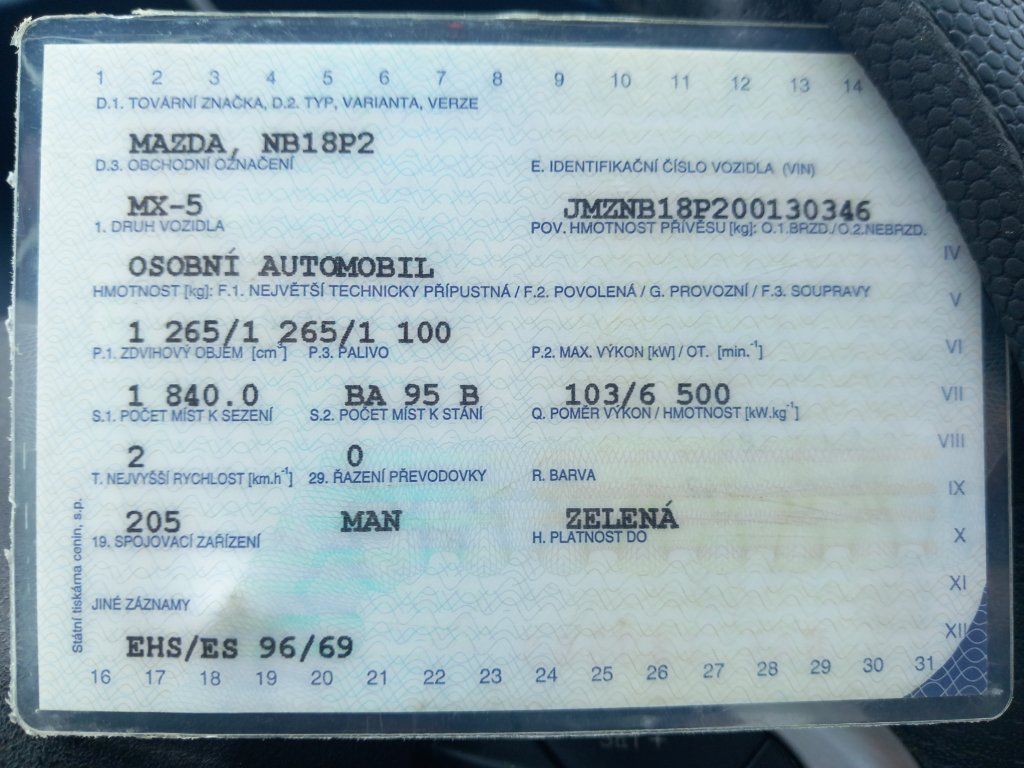 1 2 3 4 5 6 7 8 9 10 11 12 13 14
D.1. TOVÁRNÍ ZNAČKA, D.2. TYP, VARIANTA, VERZE
MAZDA, NB18P2
D.3. OBCHODNÍ OZNAČENÍ E. IDENTIFIKAČNÍ ČÍSLO VOZIDLA (VIN)
MX-5 JMZNB18P200130346
1. DRUH VOZIDLA POV. HMOTNOST PŘÍVĚSU [kg]: O.1.BRZD./O.2.NEBRZD.
IV
OSOBNÍ AUTOMOBIL
HMOTNOST [kg]: F.1. NEJVĚTŠÍ TECHNICKY PŘÍPUSTNÁ / F.2. POVOLENÁ / G. PROVOZNÍ / F.3. SOUPRAVY
V
1 265/1 265/1 100
P.1. ZDVIHOVÝ OBJEM [cm³] P.3. PALIVO P.2. MAX. VÝKON [kW] / OT. [min.⁻¹]
VI
1 840.0 BA 95 B 103/6 500
VII
S.1. POČET MÍST K SEZENÍ S.2. POČET MÍST K STÁNÍ Q. POMĚR VÝKON / HMOTNOST [kW.kg⁻¹]
VIII
2 0
T. NEJVYŠŠÍ RYCHLOST [km.h⁻¹] 29. ŘAZENÍ PŘEVODOVKY R. BARVA
IX
205 MAN ZELENÁ
19. SPOJOVACÍ ZAŘÍZENÍ H. PLATNOST DO
X
XI
JINÉ ZÁZNAMY
XII
EHS/ES 96/69
16 17 18 19 20 21 22 23 24 25 26 27 28 29 30 31
Státní tiskárna cenin, s.p.